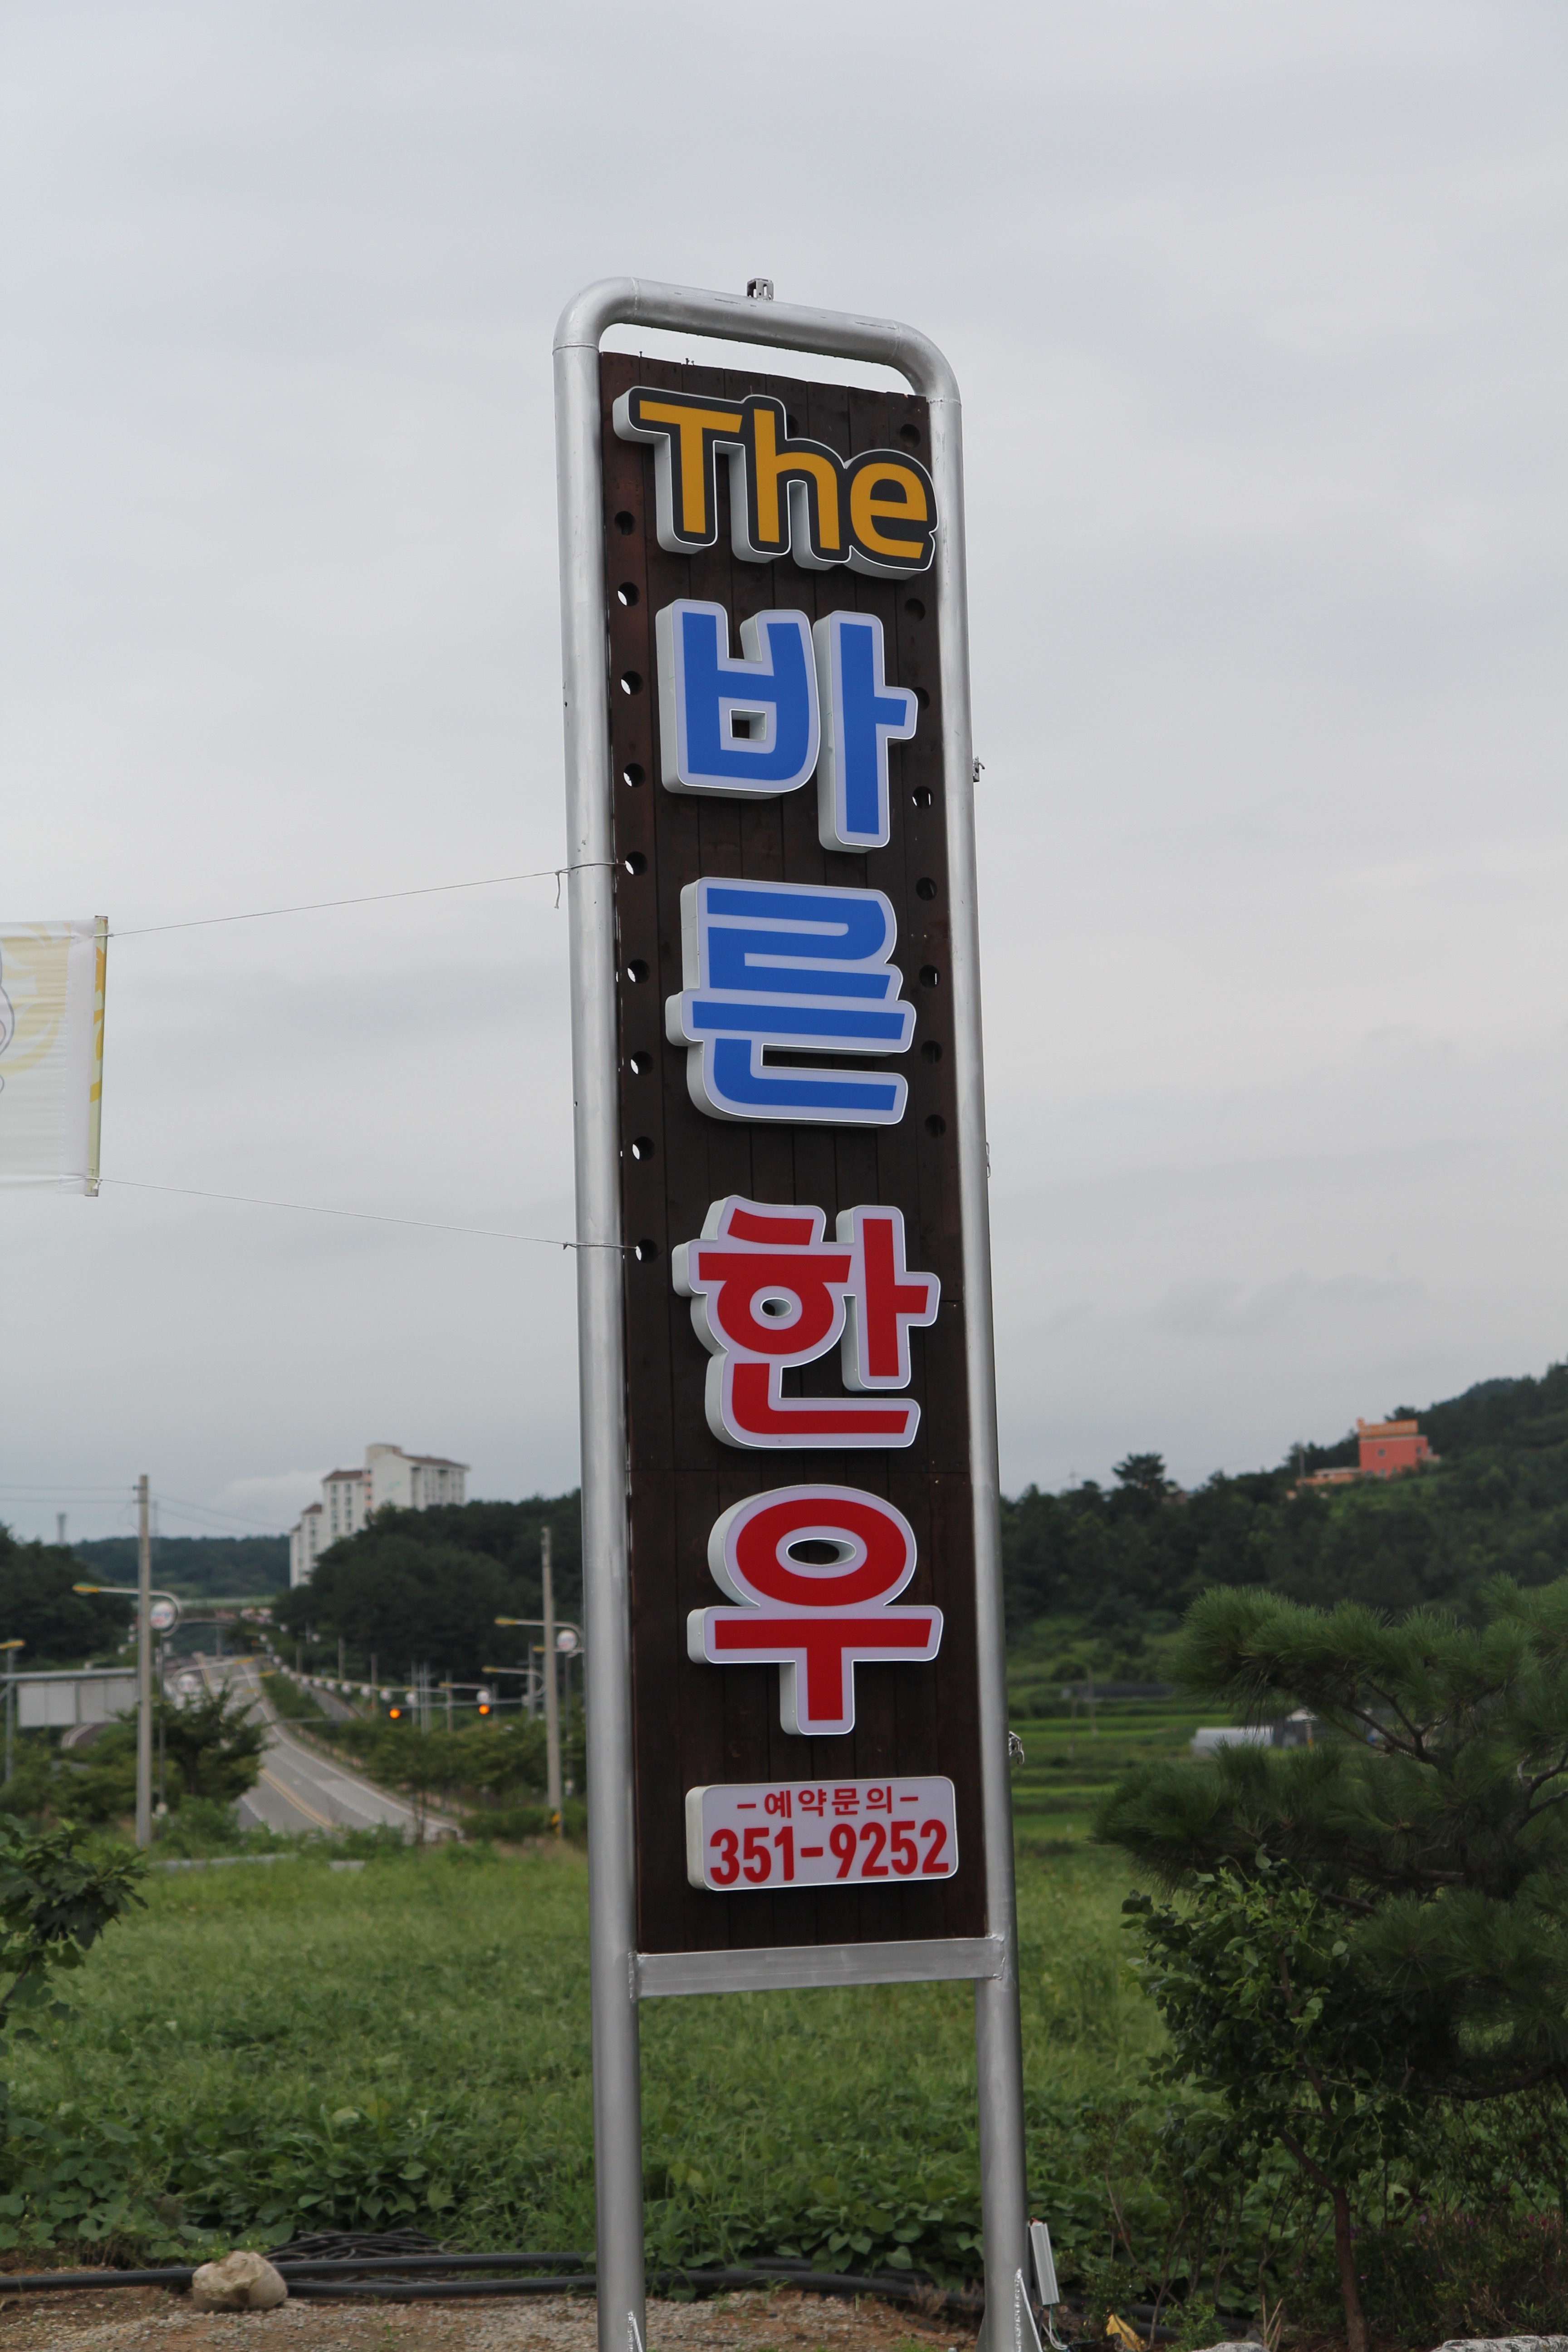 The
바
른
한
우
-예약문의-
351-9252